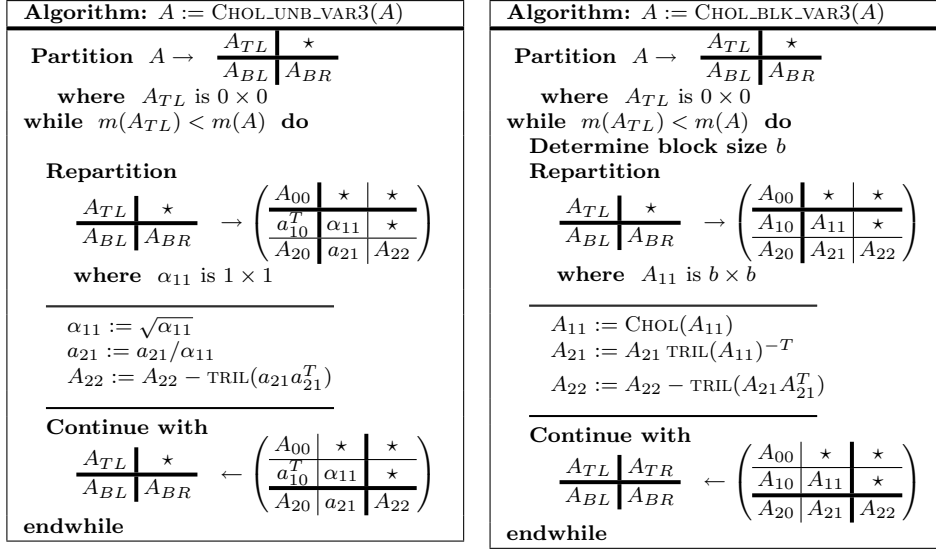 Algorithm: A := CHOL_UNB_VAR3(A)
Partition A → A_TL ⋆
A_BL A_BR
where A_TL is 0 × 0
while m(A_TL) < m(A) do
Repartition
A_TL ⋆ → ( A_00 ⋆ ⋆
A_BL A_BR a_10^T α_11 ⋆
A_20 a_21 A_22 )
where α_11 is 1 × 1
α_11 := √α_11
a_21 := a_21/α_11
A_22 := A_22 − TRIL(a_21 a_21^T)
Continue with
A_TL ⋆ ← ( A_00 ⋆ ⋆
A_BL A_BR a_10^T α_11 ⋆
A_20 a_21 A_22 )
endwhile
Algorithm: A := CHOL_BLK_VAR3(A)
Partition A → A_TL ⋆
A_BL A_BR
where A_TL is 0 × 0
while m(A_TL) < m(A) do
Determine block size b
Repartition
A_TL ⋆ → ( A_00 ⋆ ⋆
A_BL A_BR A_10 A_11 ⋆
A_20 A_21 A_22 )
where A_11 is b × b
A_11 := CHOL(A_11)
A_21 := A_21 TRIL(A_11)^−T
A_22 := A_22 − TRIL(A_21 A_21^T)
Continue with
A_TL A_TR ← ( A_00 ⋆ ⋆
A_BL A_BR A_10 A_11 ⋆
A_20 A_21 A_22 )
endwhile